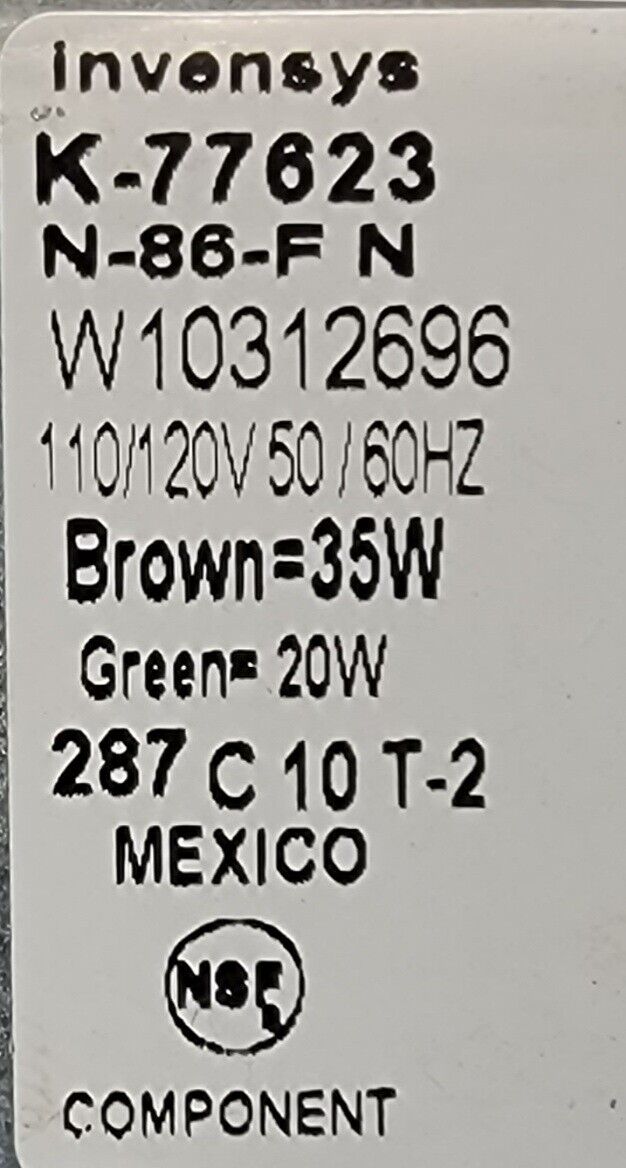 invensys
K-77623
N-86-F N
W10312696
110/120V 50/60HZ
Brown=35W
Green= 20W
287 C 10 T-2
MEXICO
NSF
COMPONENT